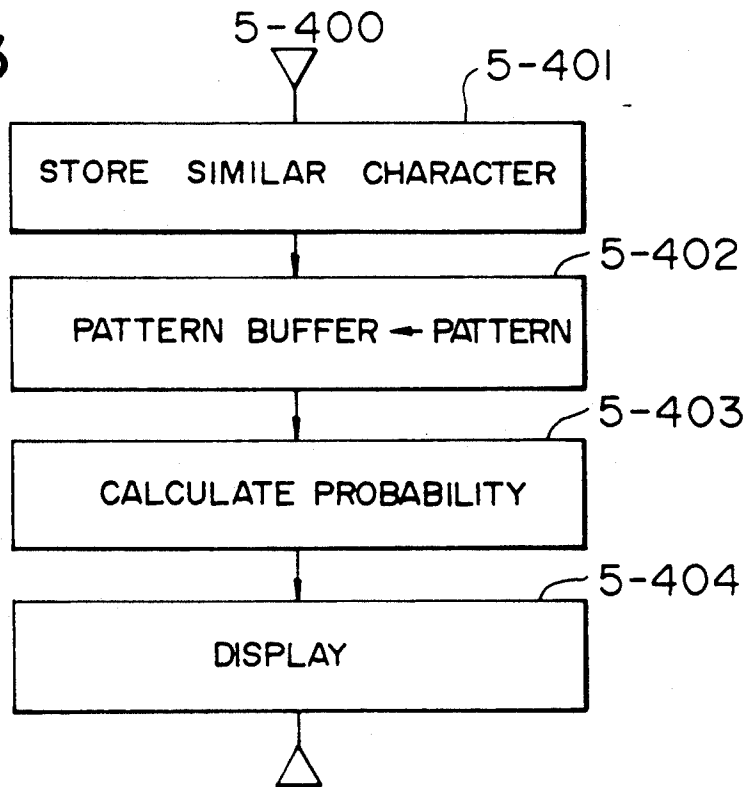 5-400
5-401
STORE SIMILAR CHARACTER
5-402
PATTERN BUFFER ← PATTERN
5-403
CALCULATE PROBABILITY
5-404
DISPLAY